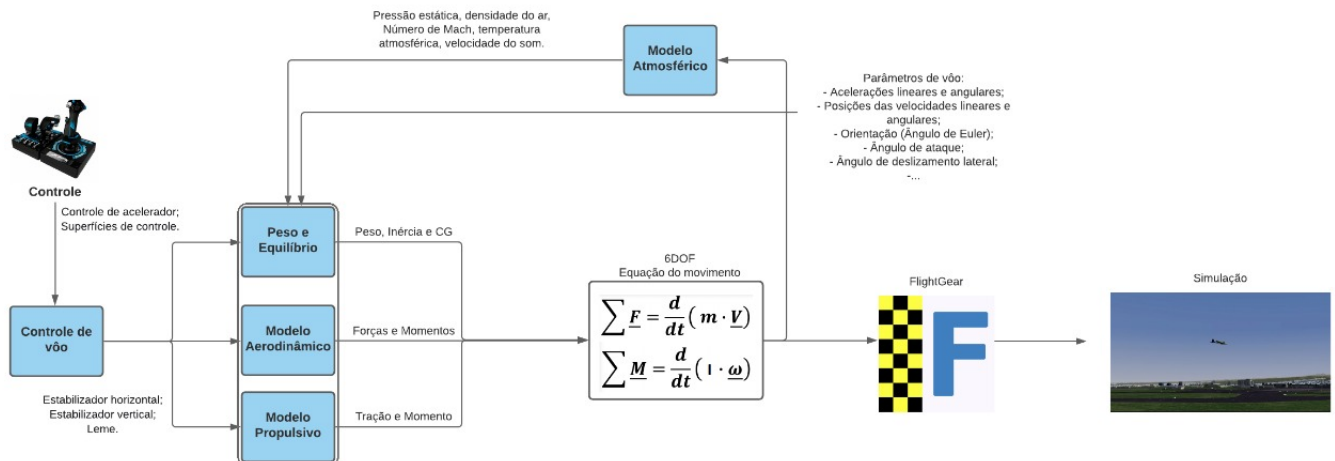 Pressão estática, densidade do ar,
Número de Mach, temperatura
atmosférica, velocidade do som.
Modelo
Atmosférico
Parâmetros de vôo:
- Acelerações lineares e angulares;
- Posições das velocidades lineares e
angulares;
- Orientação (Ângulo de Euler);
- Ângulo de ataque;
- Ângulo de deslizamento lateral;
-...
Controle
Controle de acelerador;
Superfícies de controle.
Peso e
Equilíbrio
Peso, Inércia e CG
6DOF
Equação do movimento
∑ F = d/dt ( m · V)
∑ M = d/dt ( I · ω)
FlightGear
F
Simulação
Controle de
vôo
Modelo
Aerodinâmico
Forças e Momentos
Estabilizador horizontal;
Estabilizador vertical;
Leme.
Modelo
Propulsivo
Tração e Momento